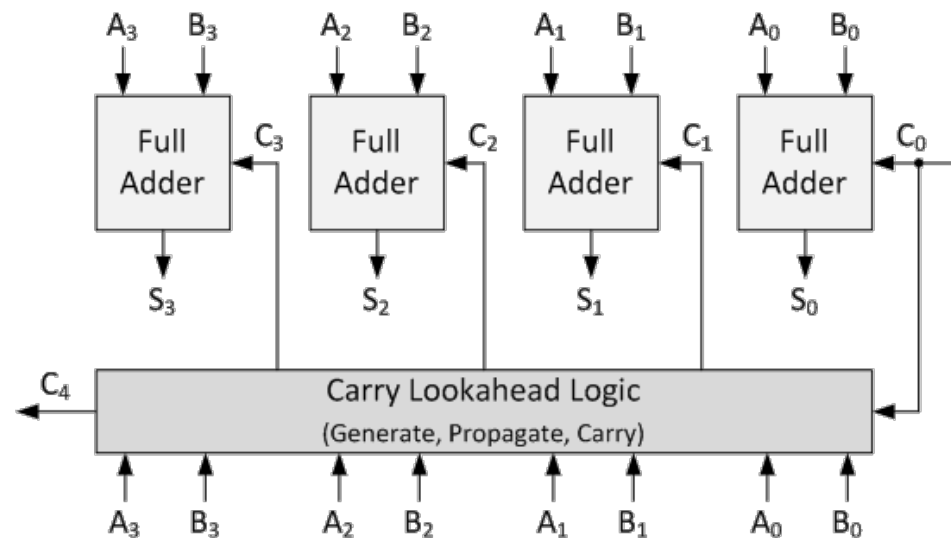 A₃ B₃ A₂ B₂ A₁ B₁ A₀ B₀
Full Adder C₃ Full Adder C₂ Full Adder C₁ Full Adder C₀
S₃ S₂ S₁ S₀
C₄
Carry Lookahead Logic
(Generate, Propagate, Carry)
A₃ B₃ A₂ B₂ A₁ B₁ A₀ B₀